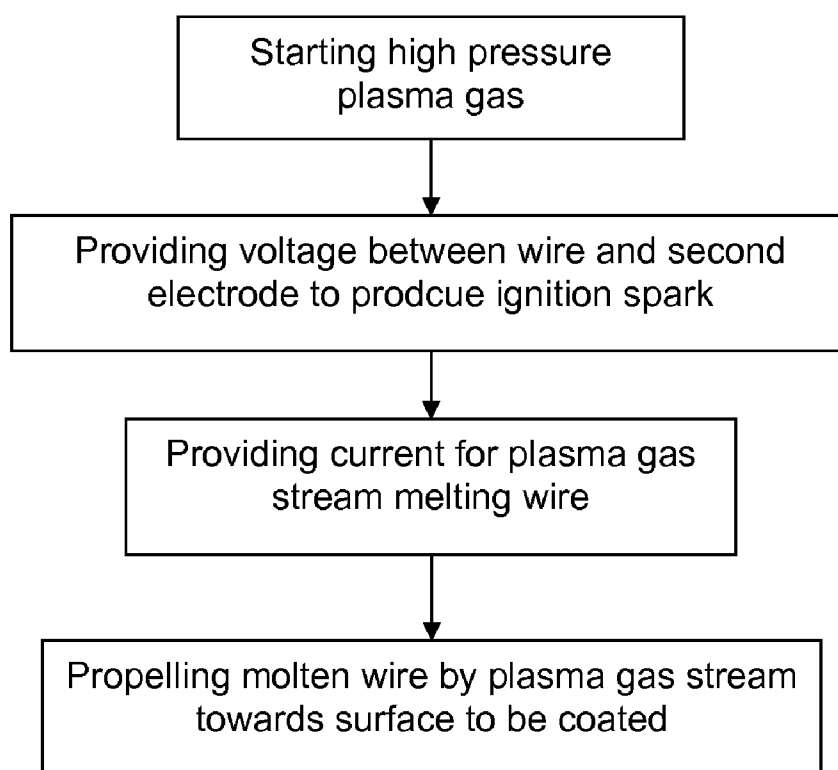 Starting high pressure
plasma gas
Providing voltage between wire and second
electrode to prodcue ignition spark
Providing current for plasma gas
stream melting wire
Propelling molten wire by plasma gas stream
towards surface to be coated